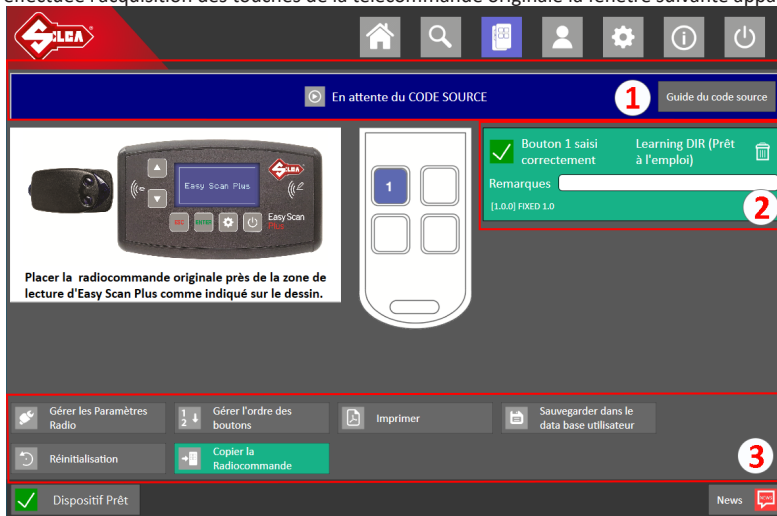 effectuée l'acquisition des touches de la télécommande originale la fenêtre suivante appa
SILCA
En attente du CODE SOURCE
1
Guide du code source
Bouton 1 saisi correctement
Learning DIR (Prêt à l'emploi)
Remarques
[1.0.0] FIXED 1.0
2
Easy Scan Plus
SILCA
ESC
ENTER
Easy Scan
Plus
1
Placer la radiocommande originale près de la zone de
lecture d'Easy Scan Plus comme indiqué sur le dessin.
Gérer les Paramètres
Radio
1
2
Gérer l'ordre des
boutons
Imprimer
Sauvegarder dans le
data base utilisateur
Réinitialisation
Copier la
Radiocommande
3
Dispositif Prêt
News
NEWS